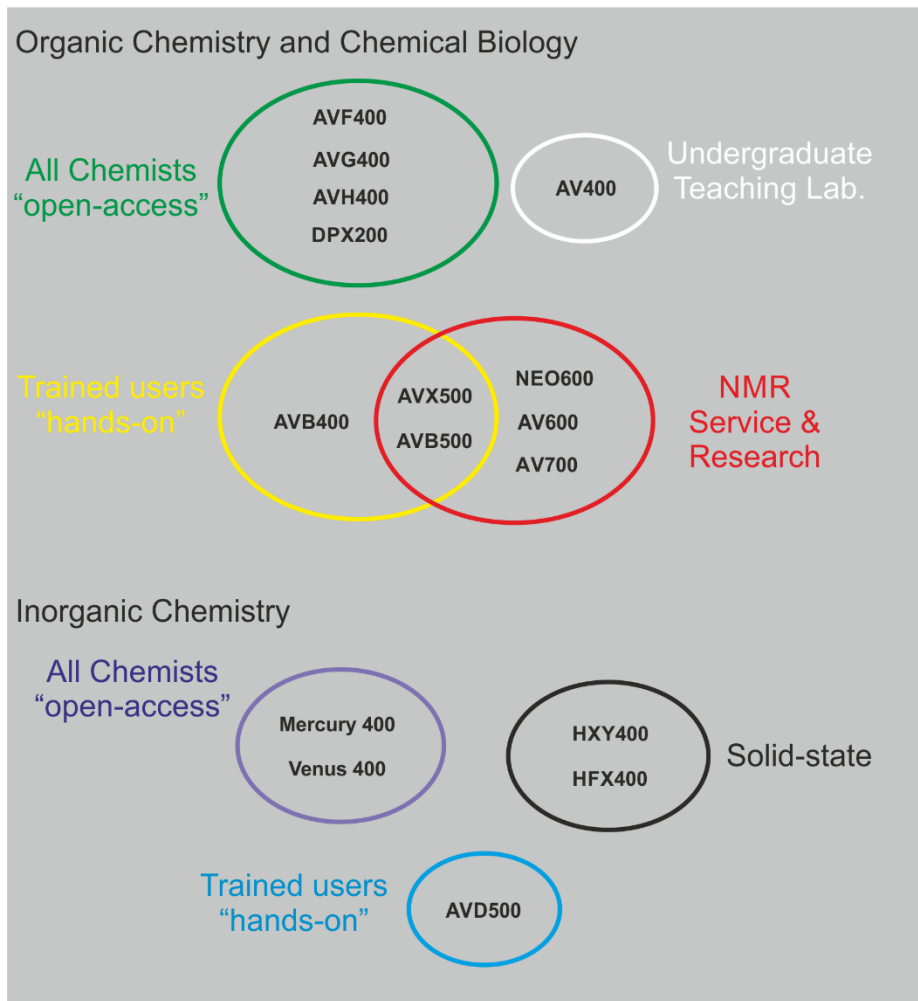 Organic Chemistry and Chemical Biology
All Chemists
“open-access”
AVF400
AVG400
AVH400
DPX200
AV400
Undergraduate
Teaching Lab.
Trained users
“hands-on”
AVB400
AVX500
AVB500
NEO600
AV600
AV700
NMR
Service &
Research
Inorganic Chemistry
All Chemists
“open-access”
Mercury 400
Venus 400
HXY400
HFX400
Solid-state
Trained users
“hands-on”
AVD500